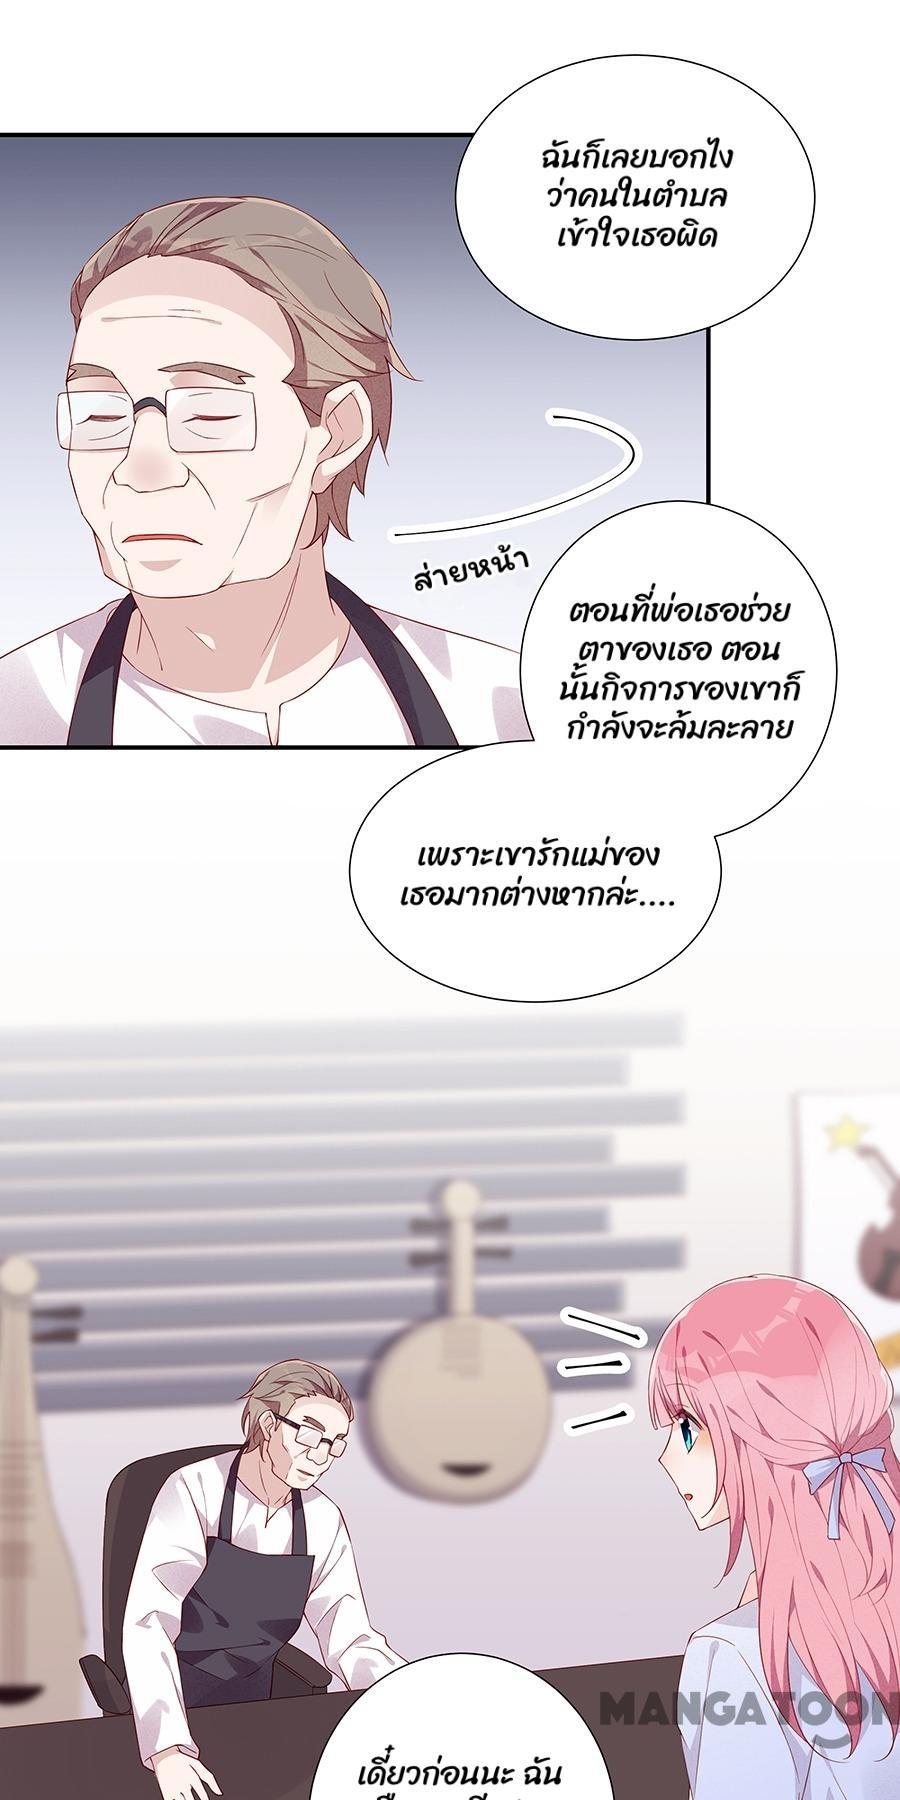 ฉันก็เลยบอกไง
ว่าคนในตำบล
เข้าใจเธอผิด
ส่ายหน้า
ตอนที่พ่อเธอช่วย
ตาของเธอ ตอน
นั้นกิจการของเขาก็
กำลังจะล้มละลาย
เพราะเขารักแม่ของ
เธอมากต่างหากล่ะ....
MANGATOON
เดี๋ยวก่อนนะ ฉัน